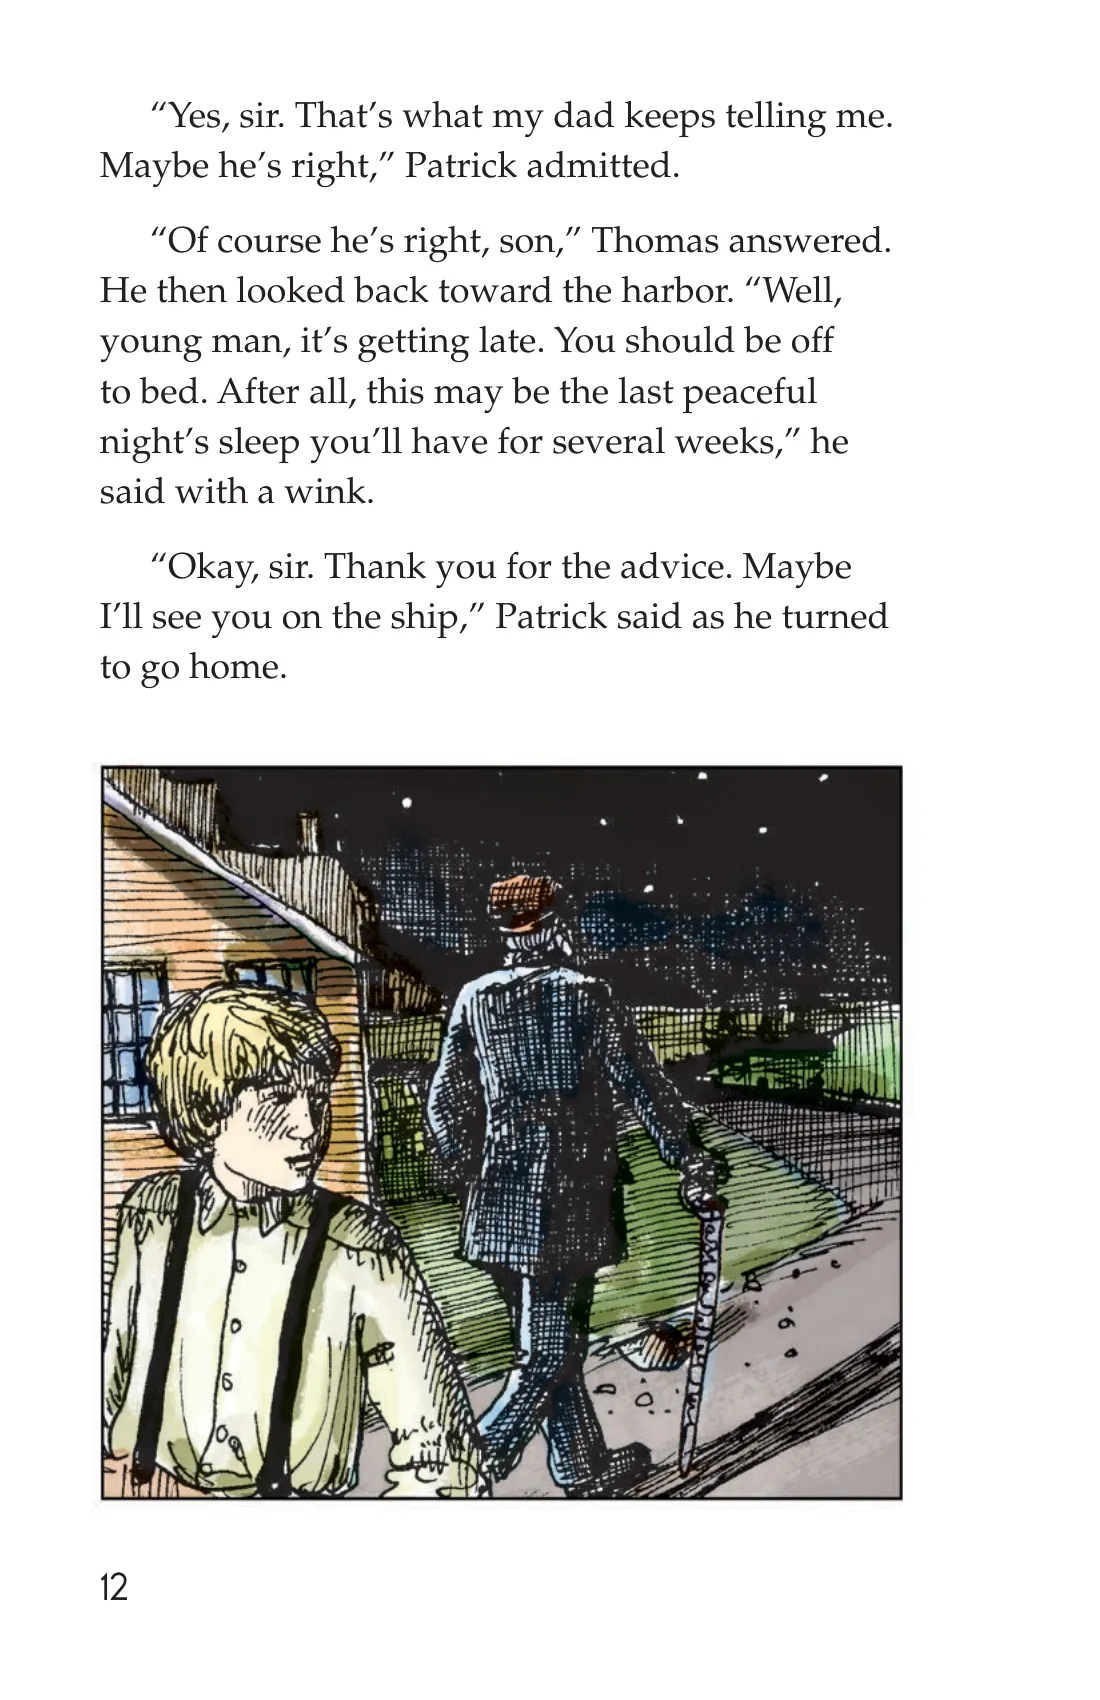 “Yes, sir. That’s what my dad keeps telling me.
Maybe he’s right,” Patrick admitted.
“Of course he’s right, son,” Thomas answered.
He then looked back toward the harbor. “Well,
young man, it’s getting late. You should be off
to bed. After all, this may be the last peaceful
night’s sleep you’ll have for several weeks,” he
said with a wink.
“Okay, sir. Thank you for the advice. Maybe
I’ll see you on the ship,” Patrick said as he turned
to go home.
12